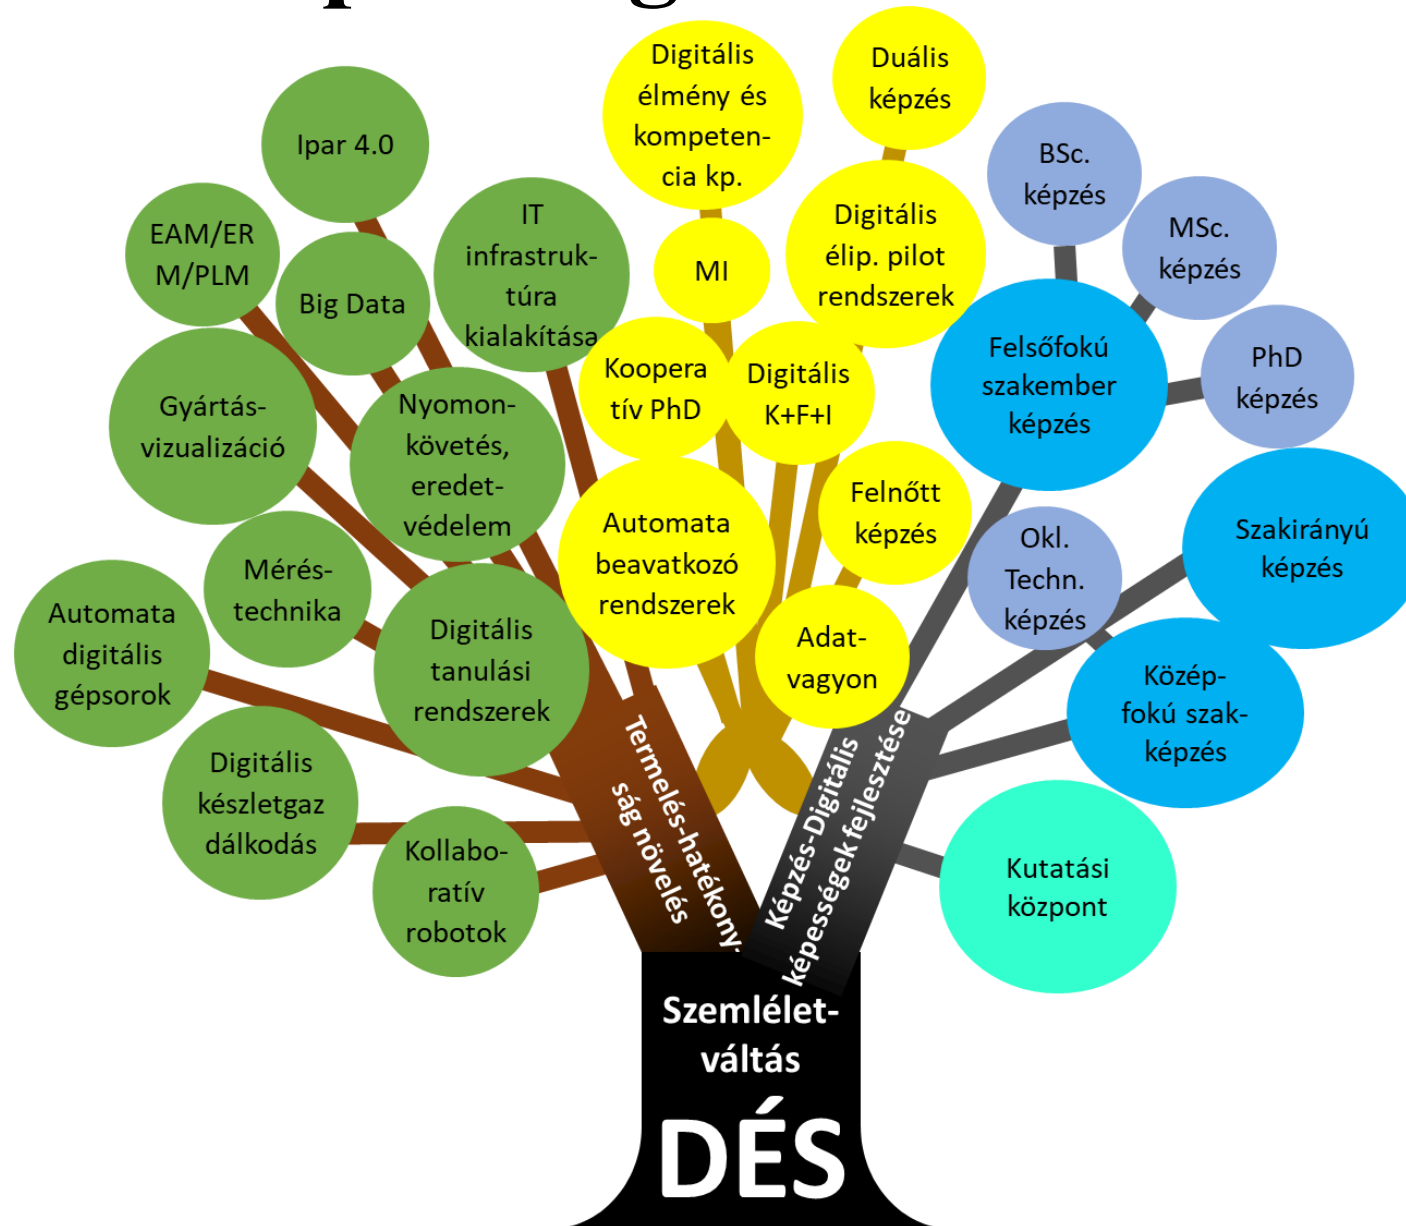 Ipar 4.0
EAM/ER
M/PLM
Big Data
IT
infrastruk-
túra
kialakítása
Gyártás-
vizualizáció
Nyomon-
követés,
eredet-
védelem
Mérés-
technika
Automata
digitális
gépsorok
Digitális
tanulási
rendszerek
Digitális
készletgaz
dálkodás
Kollabo-
ratív
robotok
Digitális
élmény és
kompeten-
cia kp.
Duális
képzés
MI
Digitális
élip. pilot
rendszerek
Koopera
tív PhD
Digitális
K+F+I
Automata
beavatkozó
rendszerek
Felnőtt
képzés
Adat-
vagyon
BSc.
képzés
MSc.
képzés
Felsőfokú
szakember
képzés
PhD
képzés
Okl.
Techn.
képzés
Szakirányú
képzés
Közép-
fokú szak-
képzés
Kutatási
központ
Termelés-hatékony-
ság növelés
Képzés-Digitális
képességek fejlesztése
Szemlélet-
váltás
DÉS